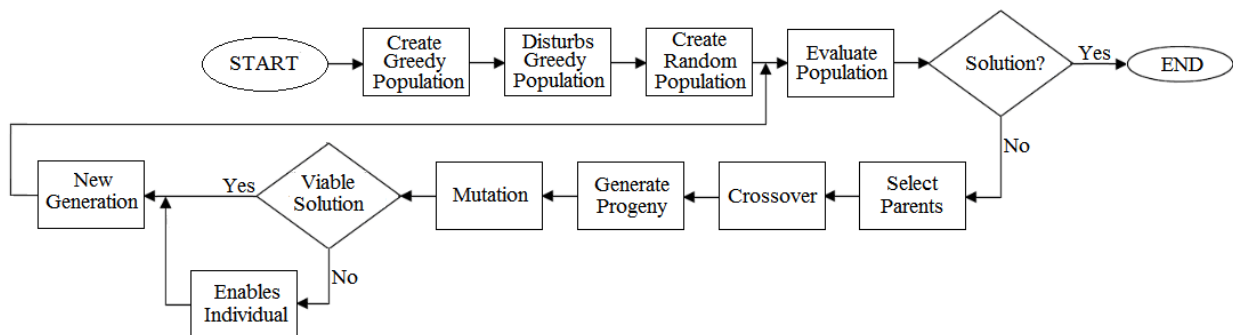 START
Create
Greedy
Population
Disturbs
Greedy
Population
Create
Random
Population
Evaluate
Population
Solution?
Yes
END
No
Select
Parents
Crossover
Generate
Progeny
Mutation
Viable
Solution
Yes
New
Generation
No
Enables
Individual